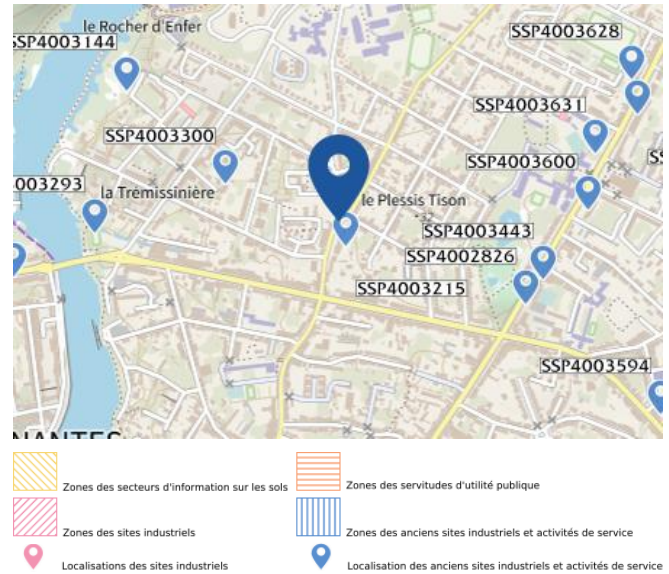 le Rocher d'Enfer
SSP4003144
SSP4003628
SSP4003631
SSP4003300
SSP4003600
SS
003293
la Trémissinière
le Plessis Tison
32
SSP4003443
SSP4002826
SSP4003215
SSP4003594
NANTES
Zones des secteurs d'information sur les sols
Zones des servitudes d'utilité publique
Zones des sites industriels
Zones des anciens sites industriels et activités de service
Localisations des sites industriels
Localisation des anciens sites industriels et activités de service